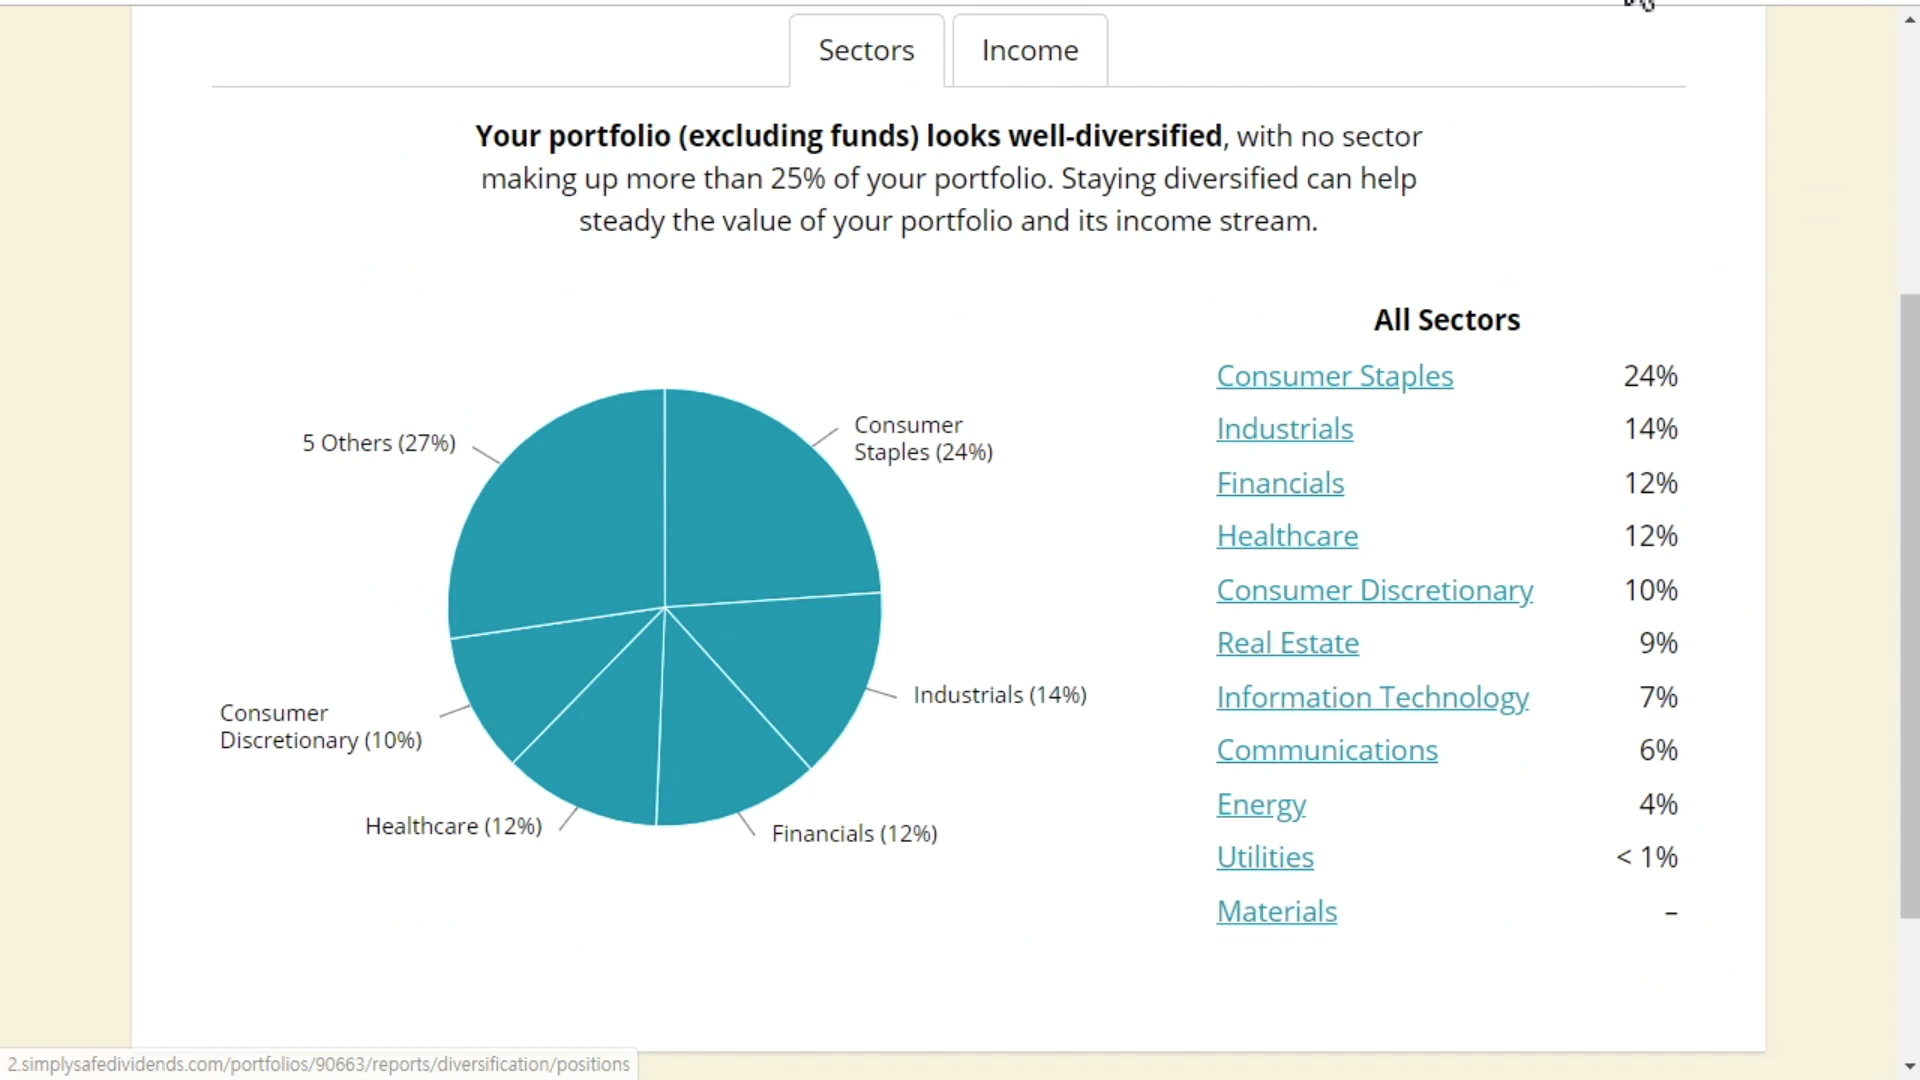 Sectors
Income
Your portfolio (excluding funds) looks well-diversified, with no sector
making up more than 25% of your portfolio. Staying diversified can help
steady the value of your portfolio and its income stream.
5 Others (27%)
Consumer
Staples (24%)
Industrials (14%)
Consumer
Discretionary (10%)
Healthcare (12%)
Financials (12%)
All Sectors
Consumer Staples 24%
Industrials 14%
Financials 12%
Healthcare 12%
Consumer Discretionary 10%
Real Estate 9%
Information Technology 7%
Communications 6%
Energy 4%
Utilities < 1%
Materials –
2.simplysafedividends.com/portfolios/90663/reports/diversification/positions